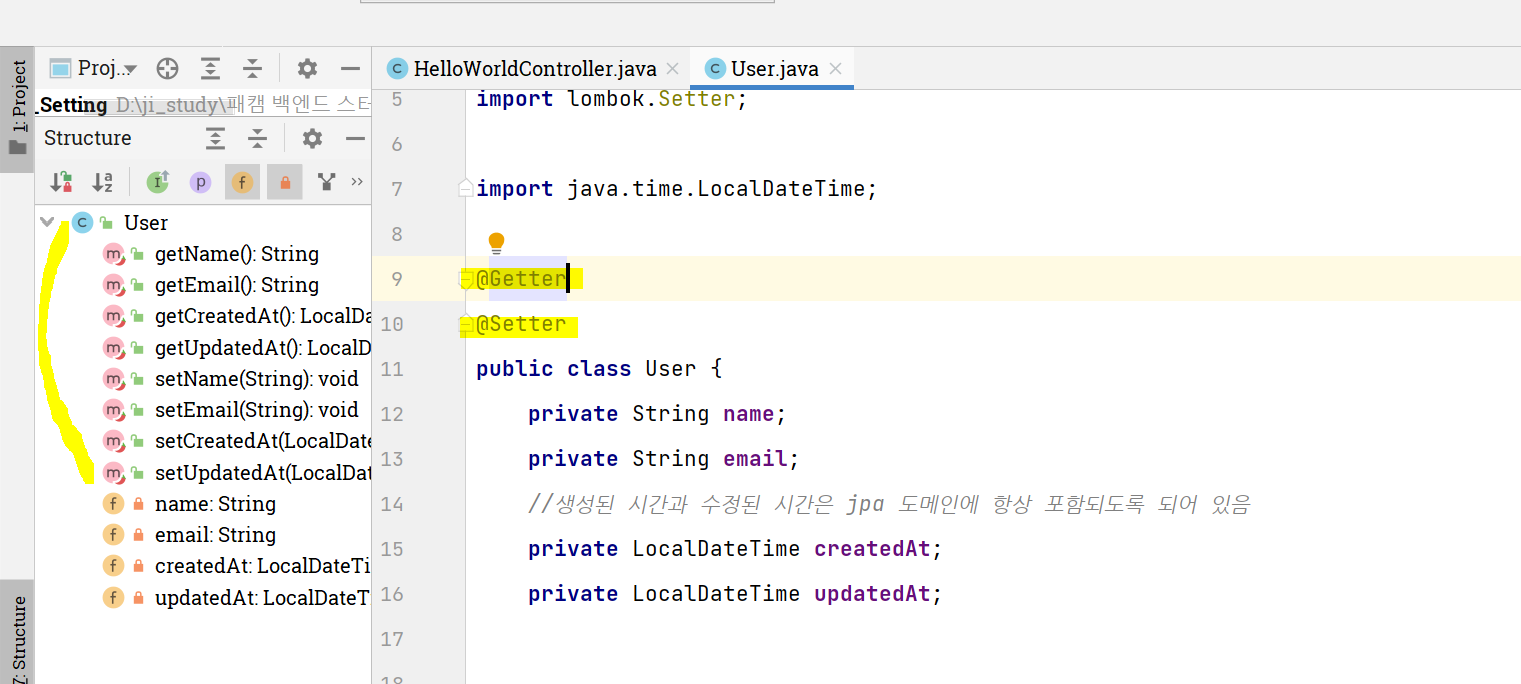 1: Project
Proj...
_Setting D:\ji_study\패캠 백엔드 스터
Structure
User
getName(): String
getEmail(): String
getCreatedAt(): LocalDa
getUpdatedAt(): LocalD
setName(String): void
setEmail(String): void
setCreatedAt(LocalDate
setUpdatedAt(LocalDat
name: String
email: String
createdAt: LocalDateTi
updatedAt: LocalDateT
7: Structure
HelloWorldController.java
User.java
5 import lombok.Setter;
6
7 import java.time.LocalDateTime;
8
9 @Getter
10 @Setter
11 public class User {
12 private String name;
13 private String email;
14 //생성된 시간과 수정된 시간은 jpa 도메인에 항상 포함되도록 되어 있음
15 private LocalDateTime createdAt;
16 private LocalDateTime updatedAt;
17
18